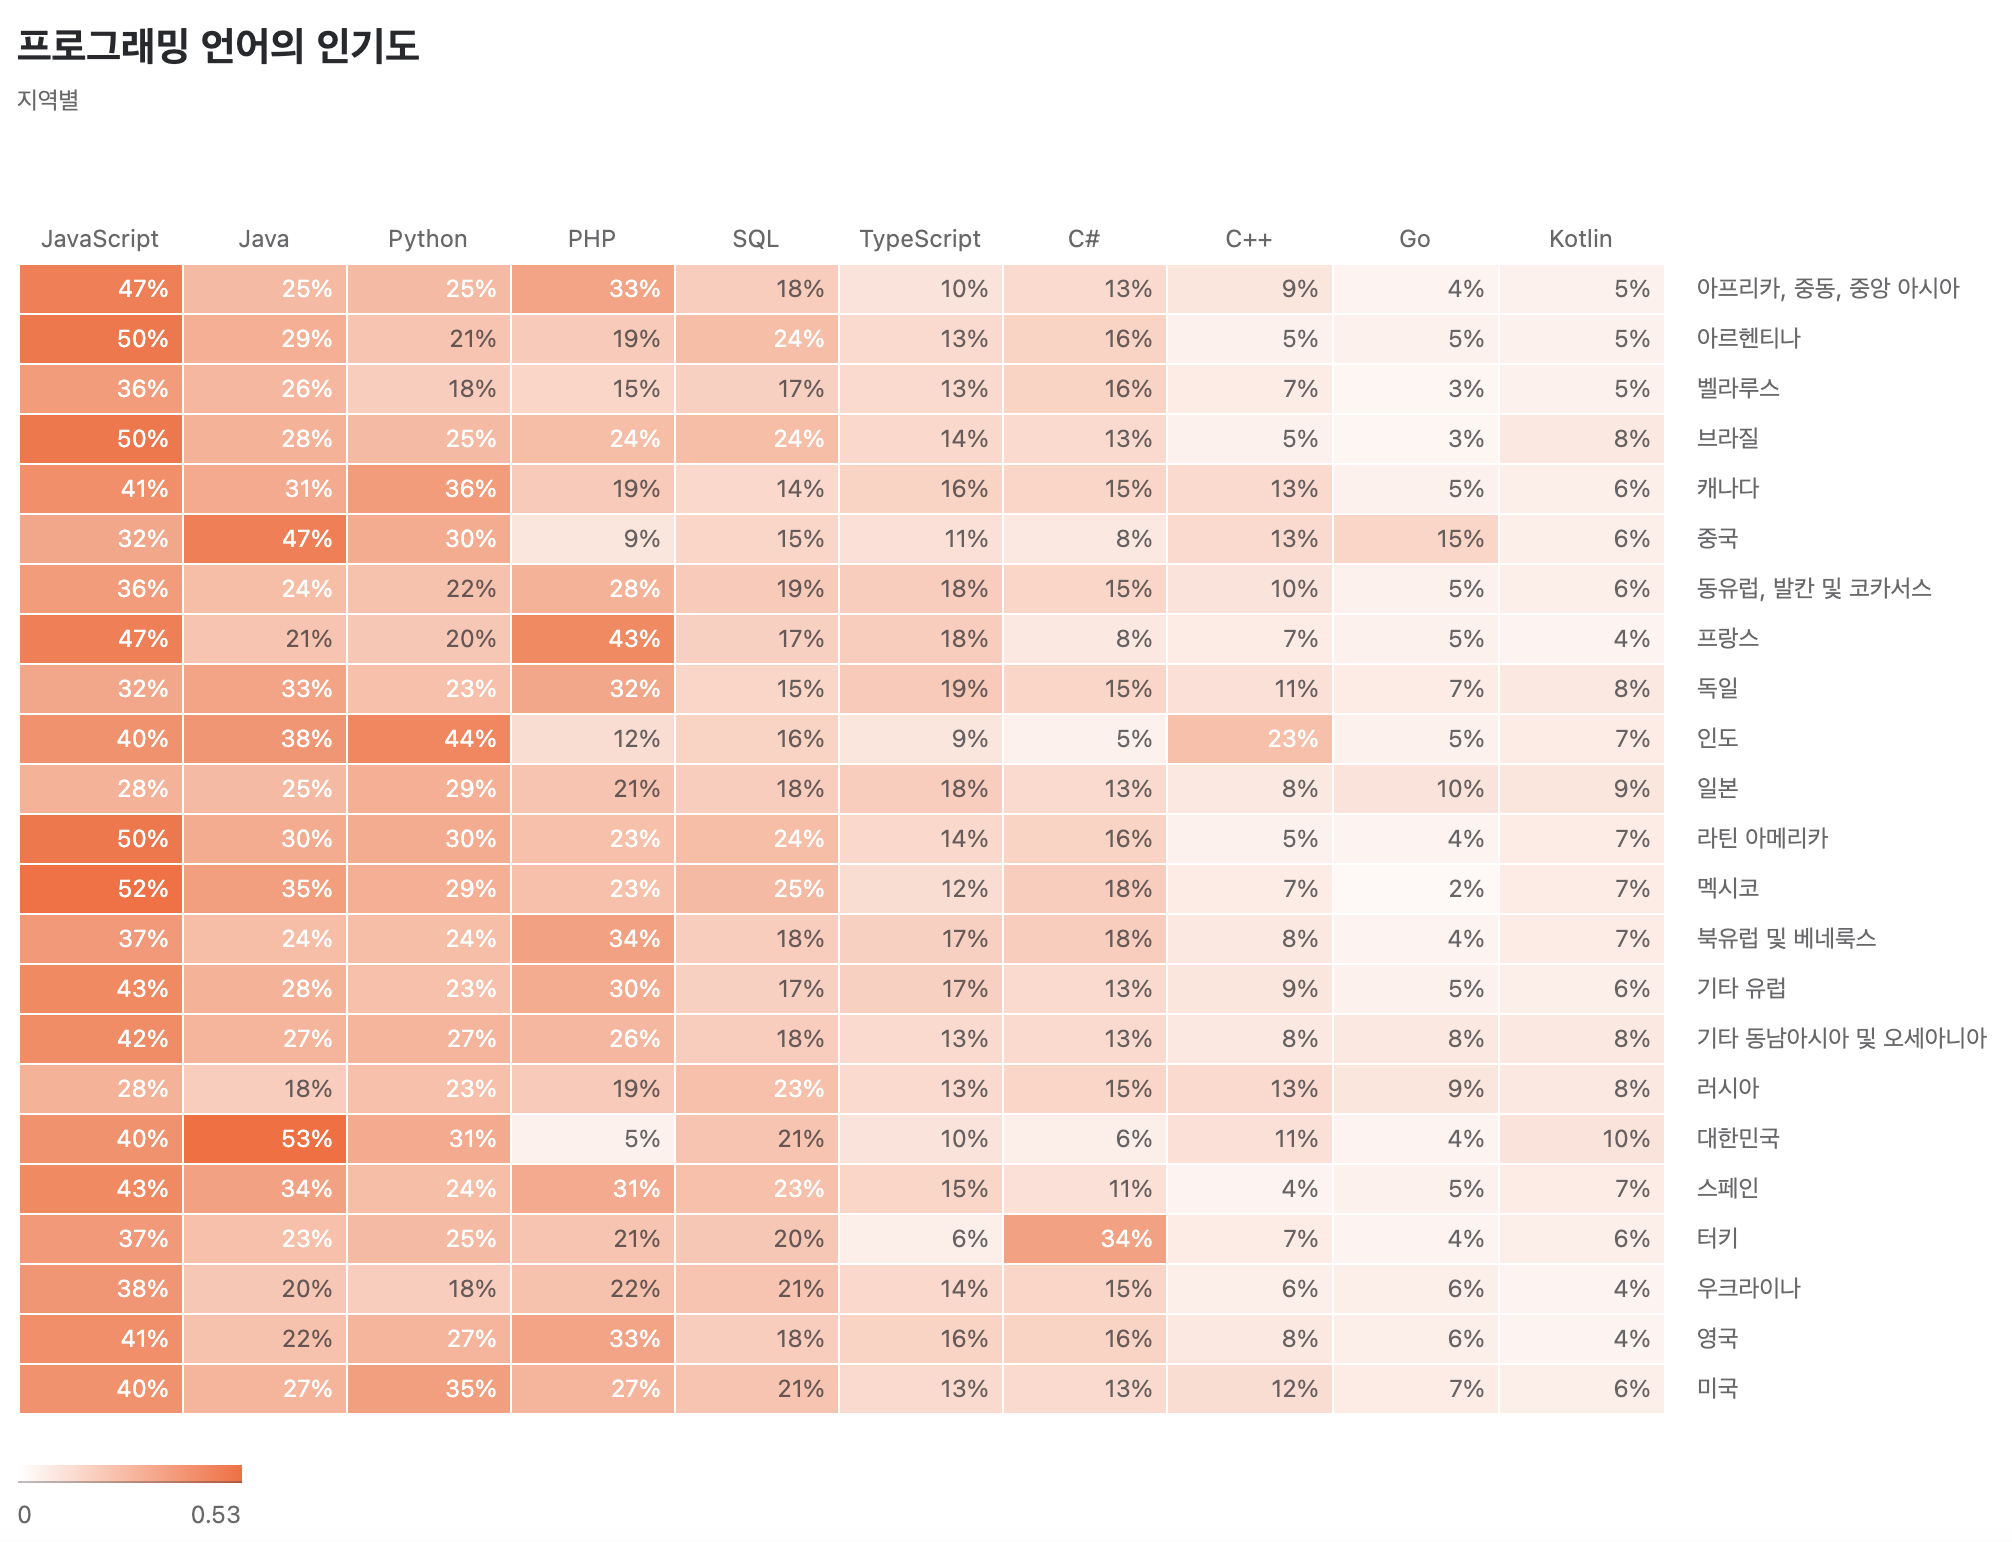 프로그래밍 언어의 인기도
지역별
JavaScript Java Python PHP SQL TypeScript C# C++ Go Kotlin
47% 25% 25% 33% 18% 10% 13% 9% 4% 5% 아프리카, 중동, 중앙 아시아
50% 29% 21% 19% 24% 13% 16% 5% 5% 5% 아르헨티나
36% 26% 18% 15% 17% 13% 16% 7% 3% 5% 벨라루스
50% 28% 25% 24% 24% 14% 13% 5% 3% 8% 브라질
41% 31% 36% 19% 14% 16% 15% 13% 5% 6% 캐나다
32% 47% 30% 9% 15% 11% 8% 13% 15% 6% 중국
36% 24% 22% 28% 19% 18% 15% 10% 5% 6% 동유럽, 발칸 및 코카서스
47% 21% 20% 43% 17% 18% 8% 7% 5% 4% 프랑스
32% 33% 23% 32% 15% 19% 15% 11% 7% 8% 독일
40% 38% 44% 12% 16% 9% 5% 23% 5% 7% 인도
28% 25% 29% 21% 18% 18% 13% 8% 10% 9% 일본
50% 30% 30% 23% 24% 14% 16% 5% 4% 7% 라틴 아메리카
52% 35% 29% 23% 25% 12% 18% 7% 2% 7% 멕시코
37% 24% 24% 34% 18% 17% 18% 8% 4% 7% 북유럽 및 베네룩스
43% 28% 23% 30% 17% 17% 13% 9% 5% 6% 기타 유럽
42% 27% 27% 26% 18% 13% 13% 8% 8% 8% 기타 동남아시아 및 오세아니아
28% 18% 23% 19% 23% 13% 15% 13% 9% 8% 러시아
40% 53% 31% 5% 21% 10% 6% 11% 4% 10% 대한민국
43% 34% 24% 31% 23% 15% 11% 4% 5% 7% 스페인
37% 23% 25% 21% 20% 6% 34% 7% 4% 6% 터키
38% 20% 18% 22% 21% 14% 15% 6% 6% 4% 우크라이나
41% 22% 27% 33% 18% 16% 16% 8% 6% 4% 영국
40% 27% 35% 27% 21% 13% 13% 12% 7% 6% 미국
0 0.53